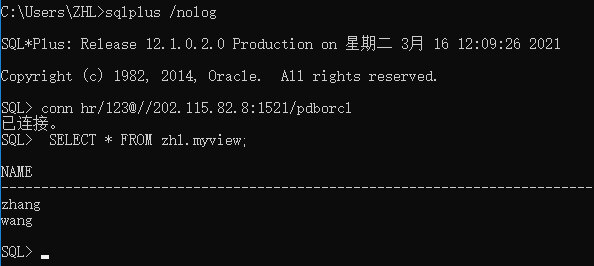 C:\Users\ZHL>sqlplus /nolog
SQL*Plus: Release 12.1.0.2.0 Production on 星期二 3月 16 12:09:26 2021
Copyright (c) 1982, 2014, Oracle.  All rights reserved.
SQL> conn hr/123@//202.115.82.8:1521/pdborcl
已连接。
SQL>  SELECT * FROM zhl.myview;
NAME
--------------------------------------------------------------------------------
zhang
wang
SQL>